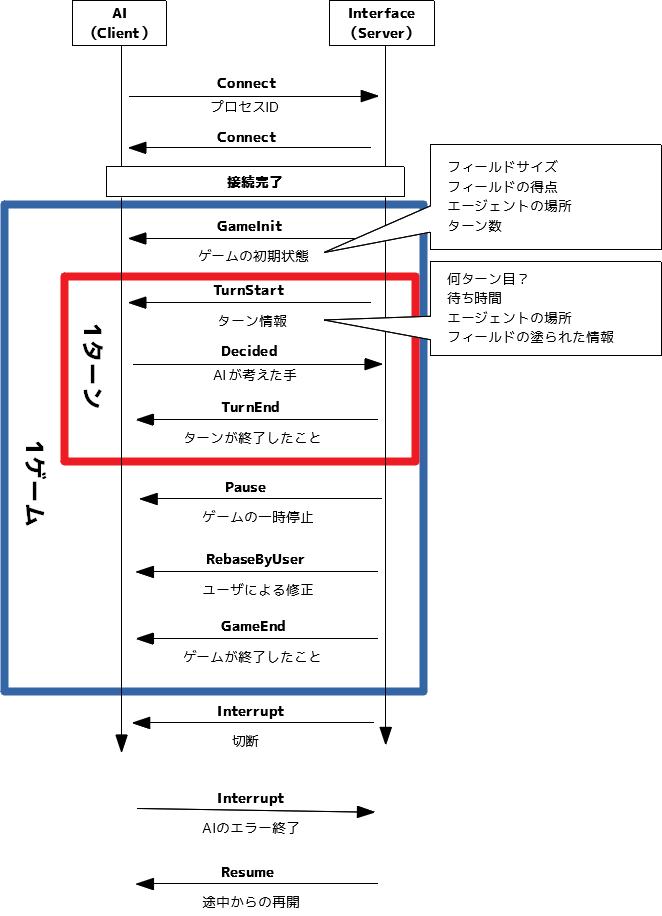 AI
(Client)
Interface
(Server)
Connect
プロセスID
Connect
接続完了
フィールドサイズ
フィールドの得点
エージェントの場所
ターン数
GameInit
ゲームの初期状態
何ターン目？
待ち時間
エージェントの場所
フィールドの塗られた情報
TurnStart
ターン情報
1ターン
Decided
AIが考えた手
TurnEnd
ターンが終了したこと
1ゲーム
Pause
ゲームの一時停止
RebaseByUser
ユーザによる修正
GameEnd
ゲームが終了したこと
Interrupt
切断
Interrupt
AIのエラー終了
Resume
途中からの再開